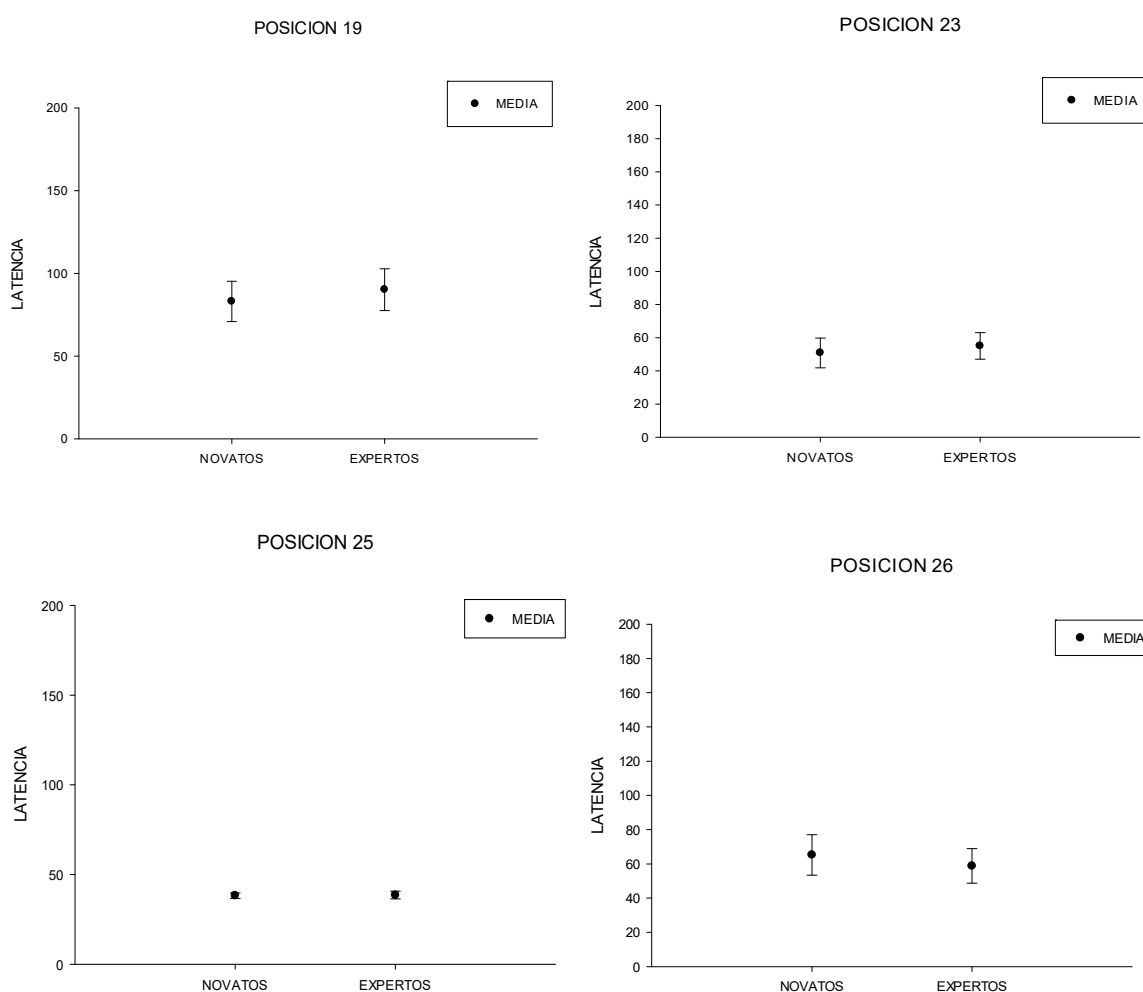 POSICION 19
MEDIA
200
150
100
50
0
LATENCIA
NOVATOS EXPERTOS
POSICION 23
MEDIA
200
180
160
140
120
100
80
60
40
20
0
LATENCIA
NOVATOS EXPERTOS
POSICION 25
MEDIA
200
150
100
50
0
LATENCIA
NOVATOS EXPERTOS
POSICION 26
MEDIA
200
180
160
140
120
100
80
60
40
20
0
LATENCIA
NOVATOS EXPERTOS